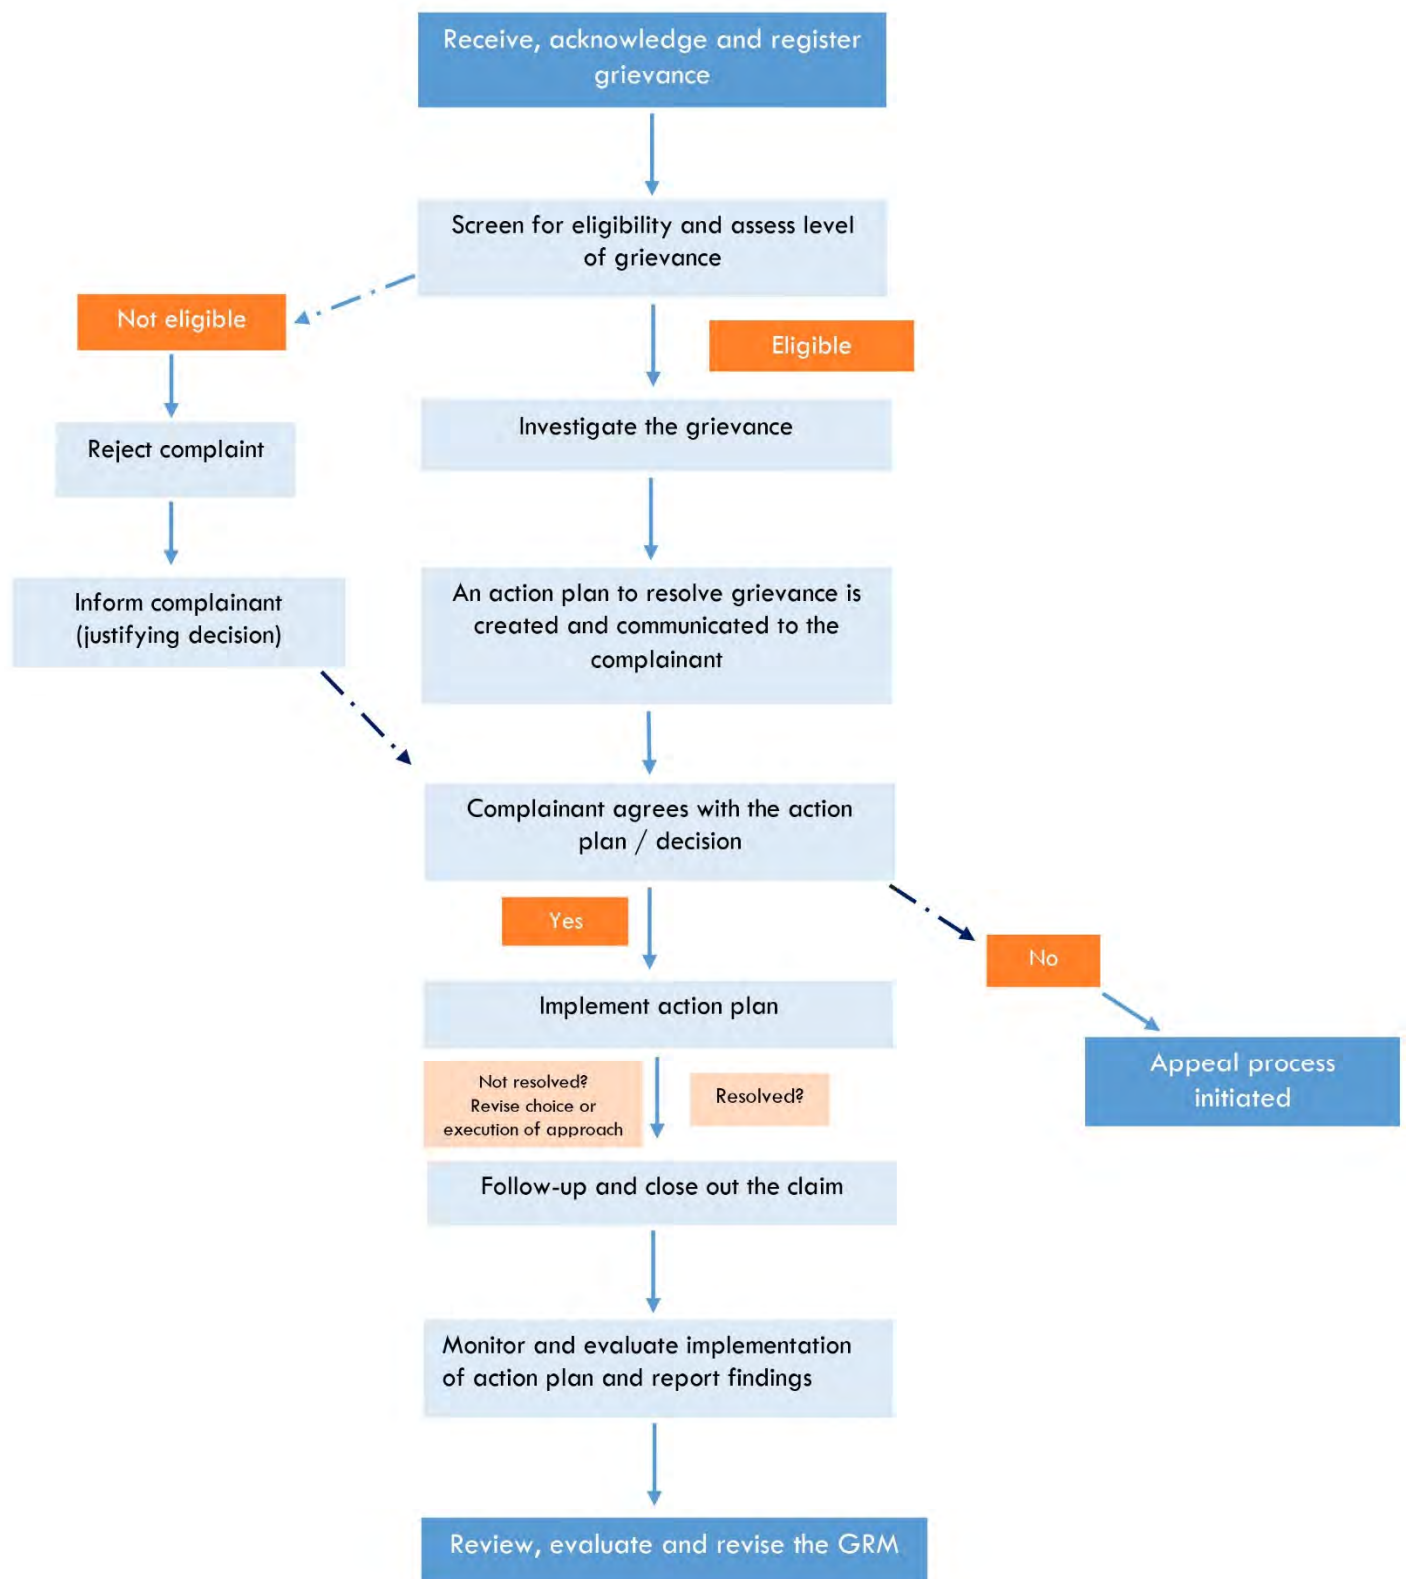 Receive, acknowledge and register
grievance
Screen for eligibility and assess level
of grievance
Not eligible
Eligible
Reject complaint
Investigate the grievance
Inform complainant
(justifying decision)
An action plan to resolve grievance is
created and communicated to the
complainant
Complainant agrees with the action
plan / decision
Yes
No
Implement action plan
Appeal process
initiated
Not resolved?
Revise choice or
execution of approach
Resolved?
Follow-up and close out the claim
Monitor and evaluate implementation
of action plan and report findings
Review, evaluate and revise the GRM